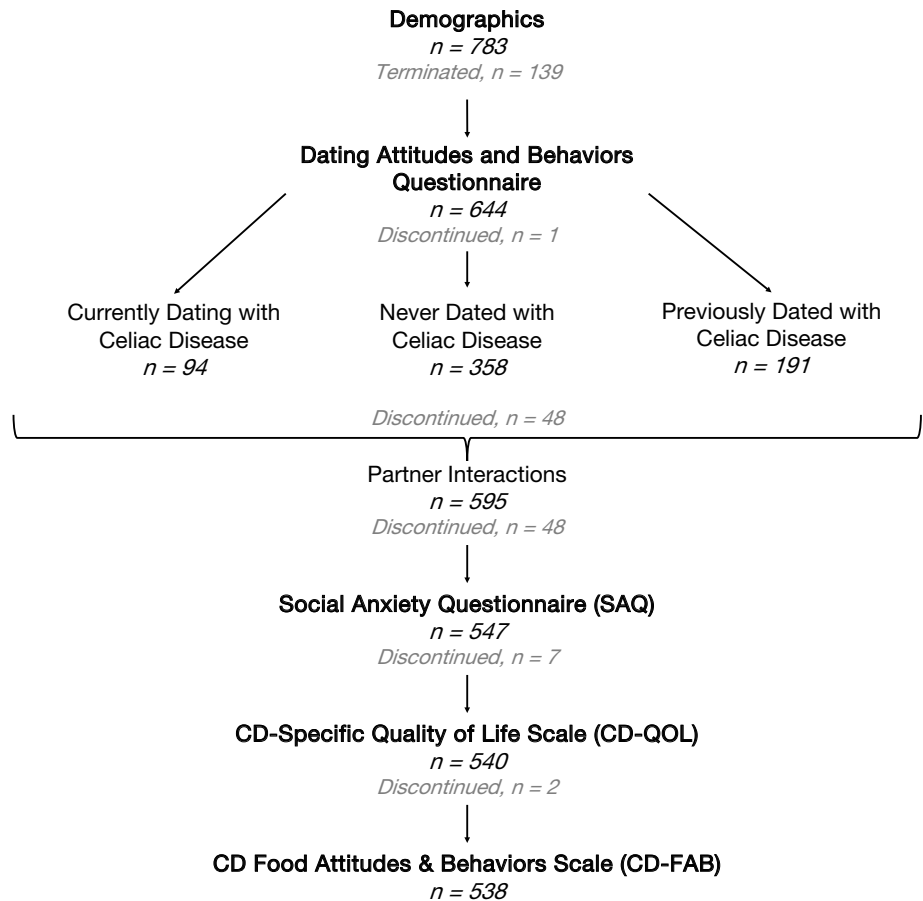 Demographics
n = 783
Terminated, n = 139
Dating Attitudes and Behaviors
Questionnaire
n = 644
Discontinued, n = 1
Currently Dating with
Celiac Disease
n = 94
Never Dated with
Celiac Disease
n = 358
Previously Dated with
Celiac Disease
n = 191
Discontinued, n = 48
Partner Interactions
n = 595
Discontinued, n = 48
Social Anxiety Questionnaire (SAQ)
n = 547
Discontinued, n = 7
CD-Specific Quality of Life Scale (CD-QOL)
n = 540
Discontinued, n = 2
CD Food Attitudes & Behaviors Scale (CD-FAB)
n = 538